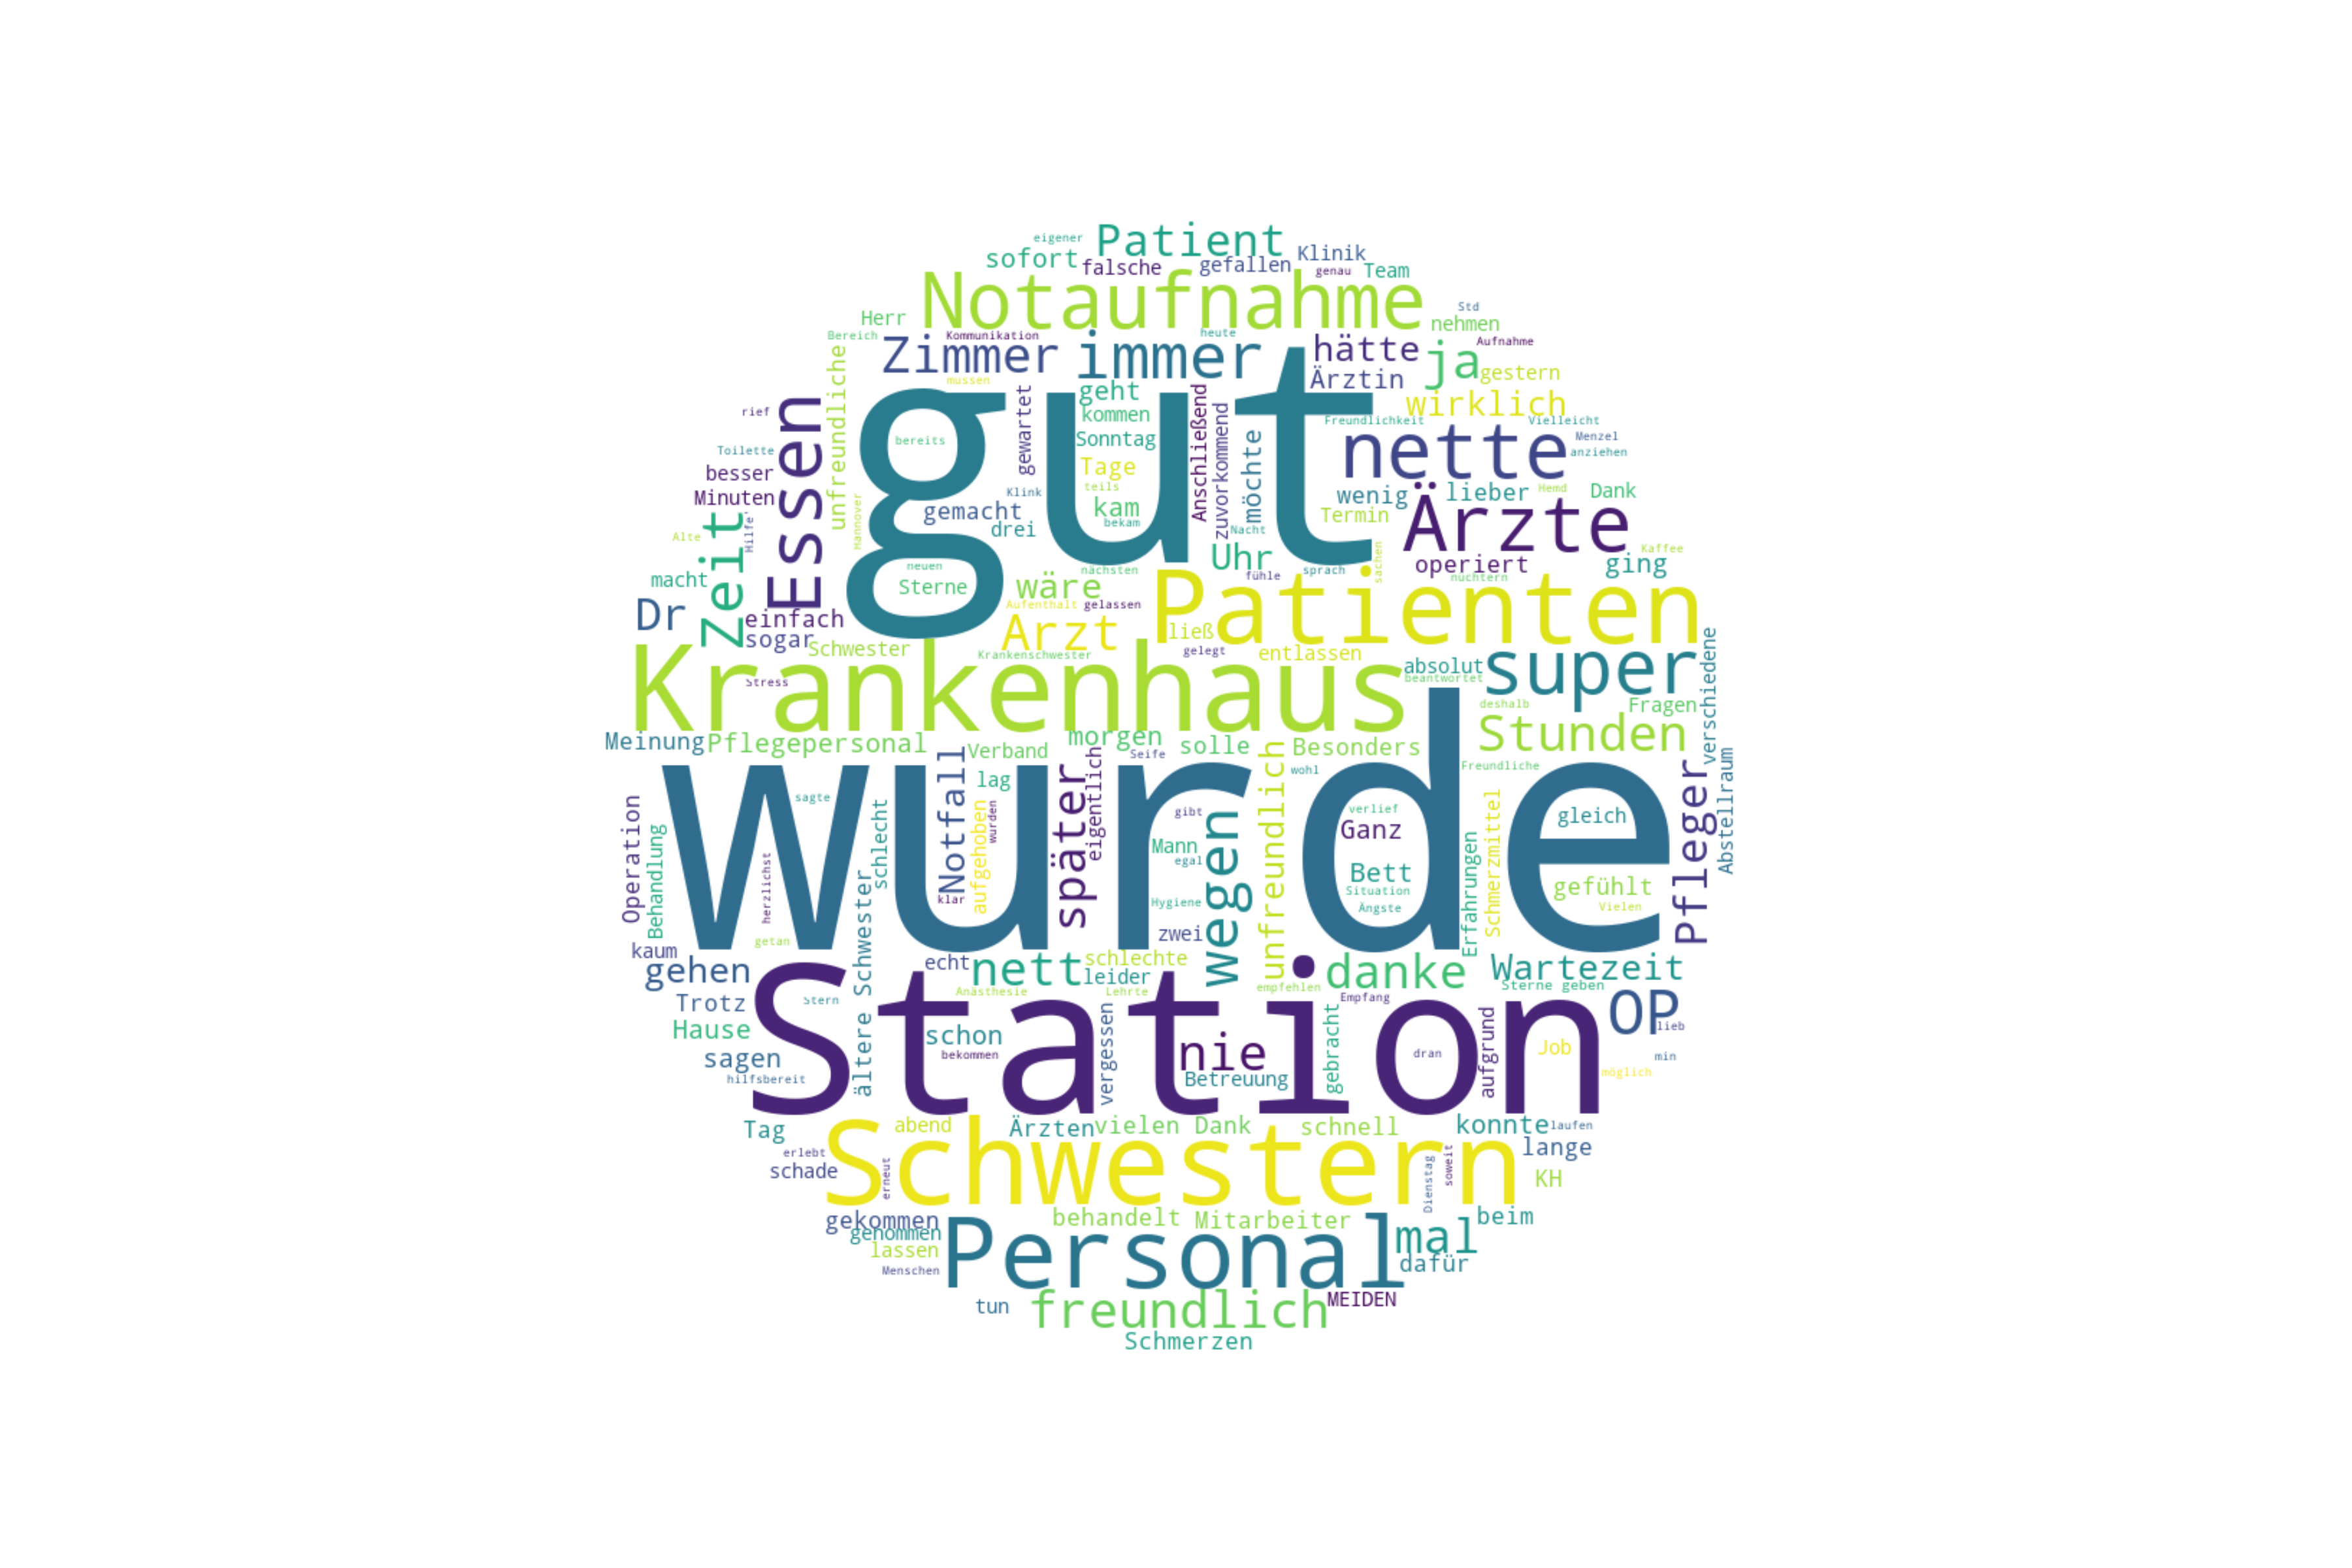 eigener
Patient
sofort
falsche
gefallen
Klinik
genau
Team
Notaufnahme
Std
Herr
nehmen
Bereich
Kommunikation
heute
Zimmer
immer
hätte
ja
Aufnahme
müssen
Ärztin
gestern
unfreundliche
geht
wirklich
rief
Essen
gut
kommen
Freundlichkeit
Vielleicht
gewartet
Anschließend
zuvorkommend
möchte
Toilette
bereits
Sonntag
nette
Menzel
anziehen
besser
Tage
Minuten
teils
Klink
wenig
lieber
Hemd
Dank
Zeit
Hilfe
Mannover
gemacht
kam
Termin
Ärzte
drei
bekam
Nacht
Alte
Kaffee
macht
neuen
nächsten
Uhr
fühle
sprach
sachen
operiert
nüchtern
ging
Sterne
wäre
Patienten
Dr
einfach
Aufenthalt
gelassen
sogar
Schwester
Arzt
ließ
Krankenschwester
gelegt
entlassen
Stress
Krankenhaus
absolut
beantwortet
super
verschiedene
deshalb
Fragen
Meinung
Pflegepersonal
Verband
morgen
Seife
solle
Besonders
Stunden
wurde
Notfall
lag
später
eigentlich
wegen
unfreundlich
wohl
Freundliche
Pfleger
Abstellraum
Operation
Behandlung
sagte
schlecht
aufgehoben
wurden
gibt
verlief
Ganz
gleich
Mann
egal
Bett
Situation
Ängste
Erfahrungen
Schmerzmittel
gefühlt
Vielen
herzlichst
klar
Hygiene
getan
zwei
kaum
gehen
ältere Schwester
echt
nett
schlechte
leider
danke
Wartezeit
Trotz
Stern
Anästhesie
Lehrte
empfehlen
Empfang
Sterne geben
OP
lieb
Hause
Station
schon
bekommen
vergessen
nie
gebracht
dran
aufgrund
Job
sagen
min
hilfsbereit
Betreuung
möglich
Tag
abend
Ärzten
vielen Dank
schnell
konnte
laufen
erlebt
Schwestern
lange
schade
erneut
Dienstag
soweit
KH
gekommen
behandelt
Mitarbeiter
mal
beim
genommen
lassen
Personal
dafür
Menschen
tun
freundlich
MEIDEN
Schmerzen